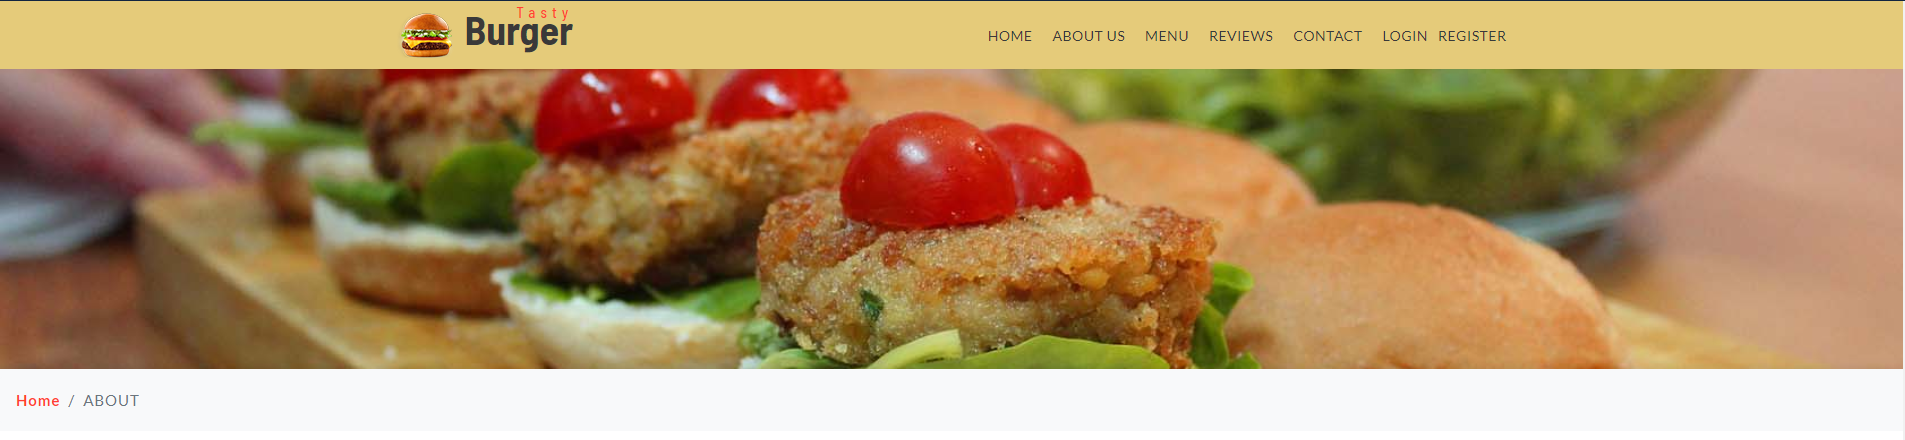 Tasty
Burger
HOME ABOUT US MENU REVIEWS CONTACT LOGIN REGISTER
Home / ABOUT